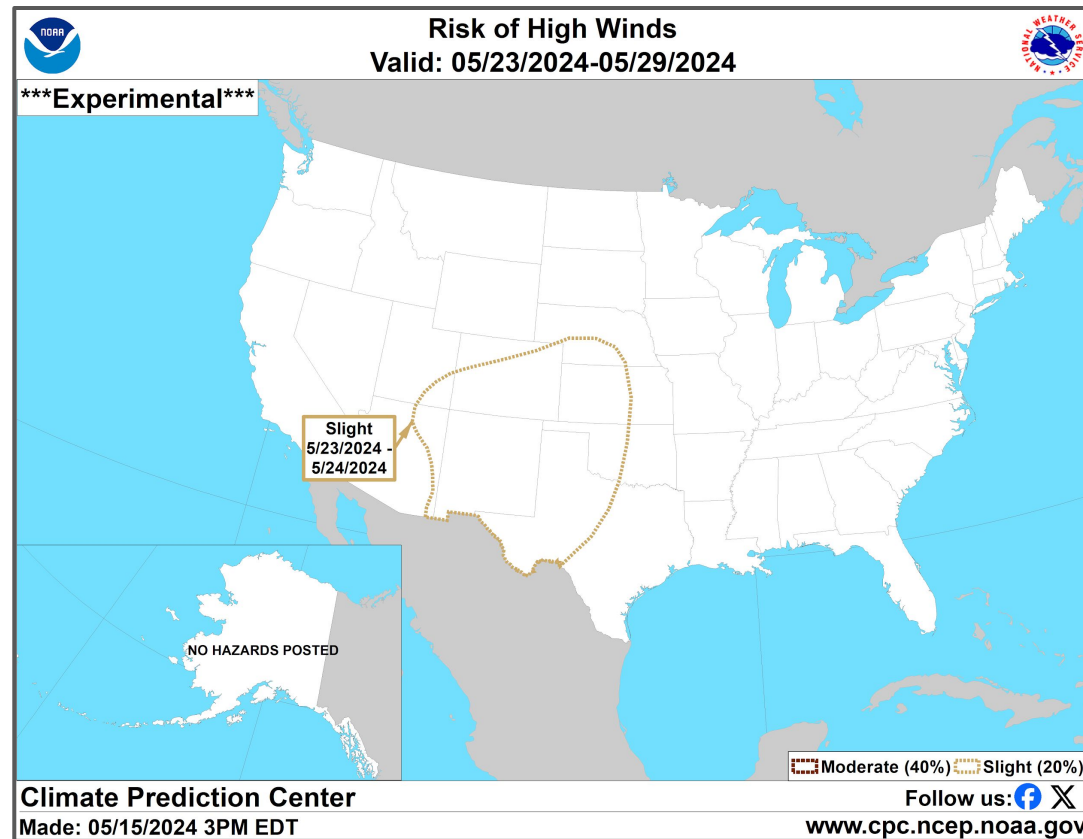 NOAA
Risk of High Winds
Valid: 05/23/2024-05/29/2024
NATIONAL WEATHER SERVICE
***Experimental***
Slight
5/23/2024 -
5/24/2024
NO HAZARDS POSTED
Moderate (40%) Slight (20%)
Climate Prediction Center
Follow us:
Made: 05/15/2024 3PM EDT
www.cpc.ncep.noaa.gov